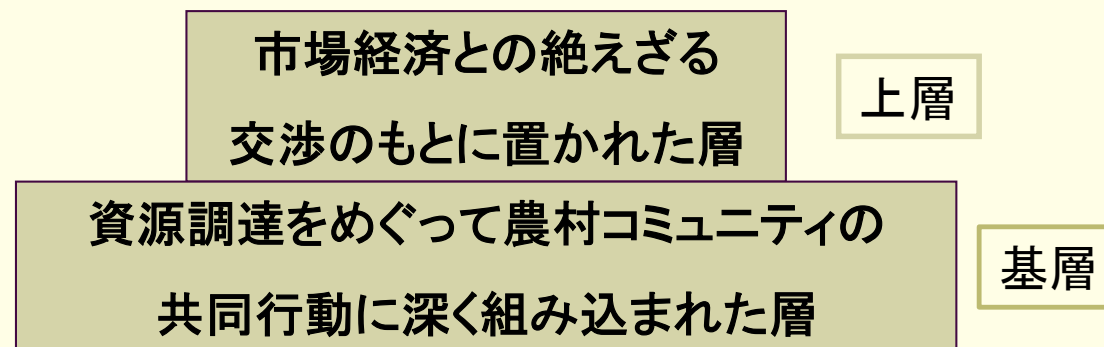 市場経済との絶えざる
交渉のもとに置かれた層
上層
資源調達をめぐって農村コミュニティの
共同行動に深く組み込まれた層
基層